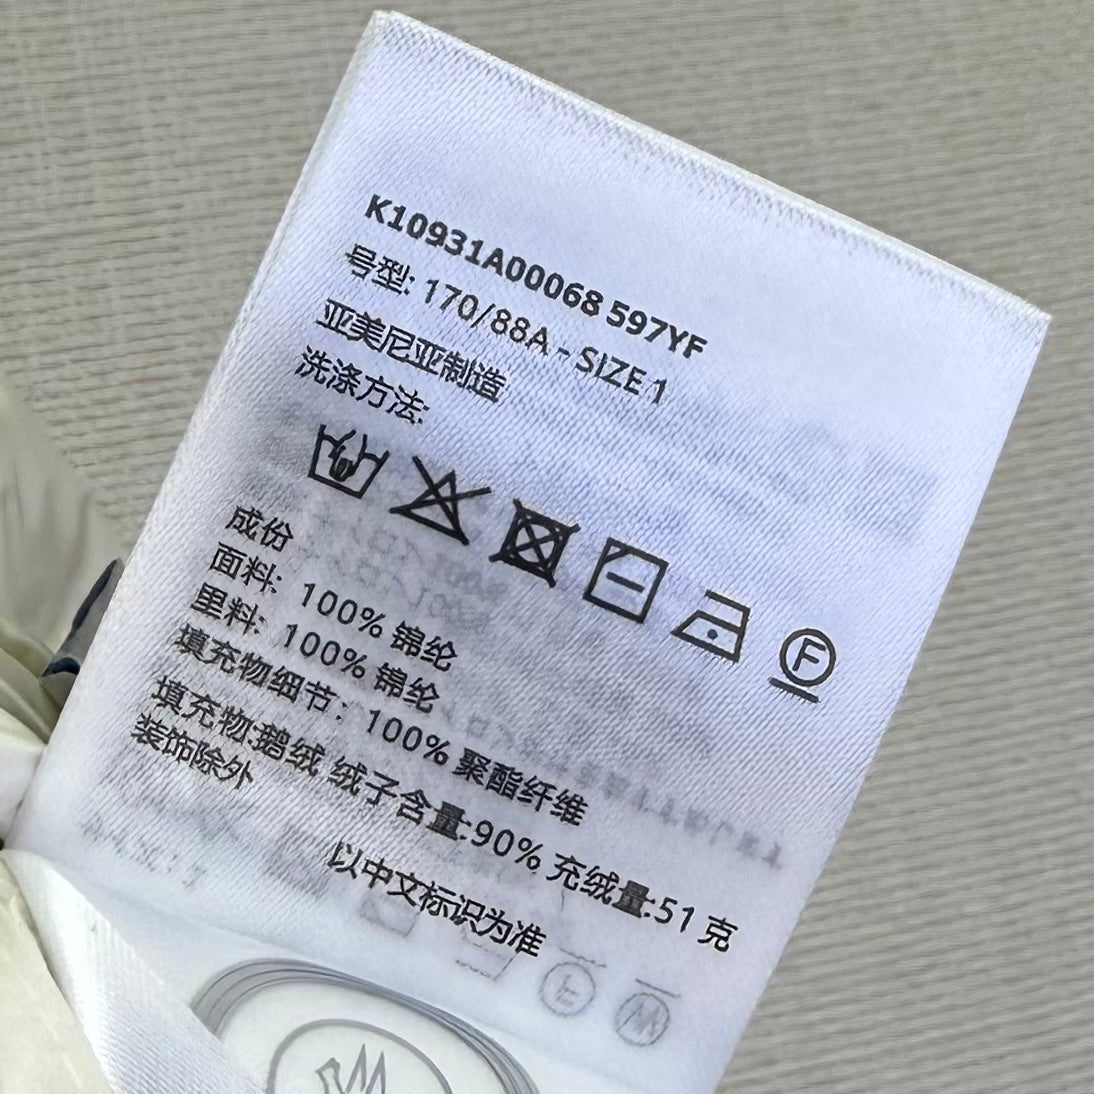 K10931A00068 597YF
号型: 170/88A - SIZE 1
亚美尼亚制造
洗涤方法:
F
成份
面料: 100% 锦纶
里料: 100% 锦纶
填充物细节: 100% 聚酯纤维
填充物:鹅绒 绒子含量:90% 充绒量:51 克
装饰除外
以中文标识为准